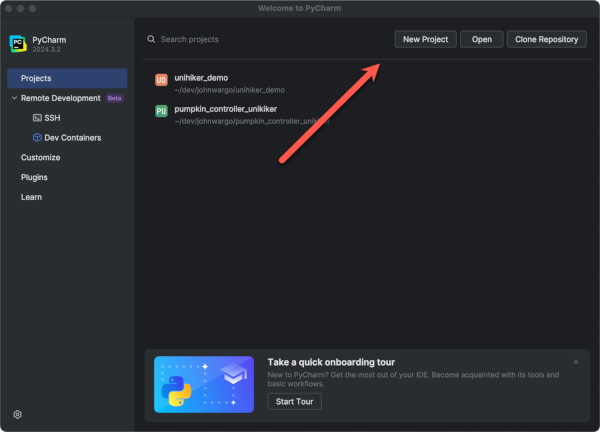 Welcome to PyCharm
PC
PyCharm
2024.3.2
Search projects
New Project
Open
Clone Repository
Projects
Remote Development
Beta
SSH
Dev Containers
Customize
Plugins
Learn
UD
unihiker_demo
~/dev/johnwargo/unihiker_demo
PU
pumpkin_controller_unikiker
~/dev/johnwargo/pumpkin_controller_unikiker
Take a quick onboarding tour
New to PyCharm? Get the most out of your IDE. Become acquainted with its tools and
basic workflows.
Start Tour